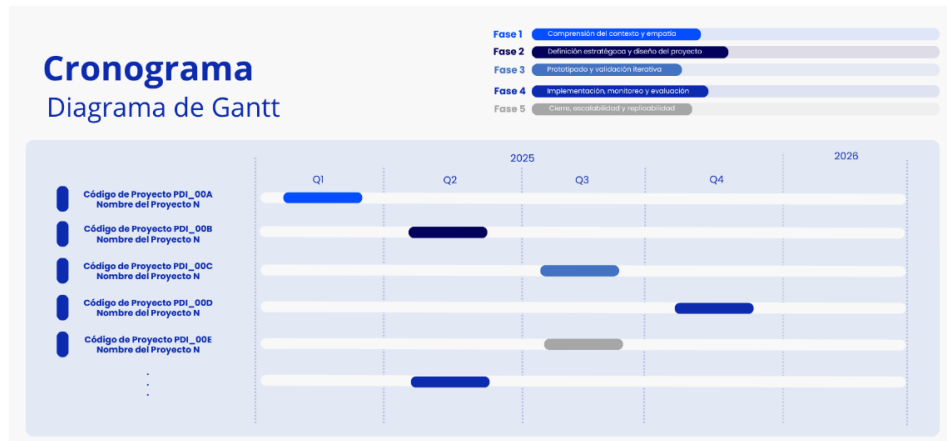 Cronograma
Diagrama de Gantt
Fase 1 Comprensión del contexto y empatía
Fase 2 Definición estratégcoa y diseño del proyecto
Fase 3 Prototipado y validación iterativa
Fase 4 Implementación, monitoreo y evaluación
Fase 5 Cierre, escalabilidad y replicabilidad
2025 2026
Q1 Q2 Q3 Q4
Código de Proyecto PDI_00A
Nombre del Proyecto N
Código de Proyecto PDI_00B
Nombre del Proyecto N
Código de Proyecto PDI_00C
Nombre del Proyecto N
Código de Proyecto PDI_00D
Nombre del Proyecto N
Código de Proyecto PDI_00E
Nombre del Proyecto N
.
.
.